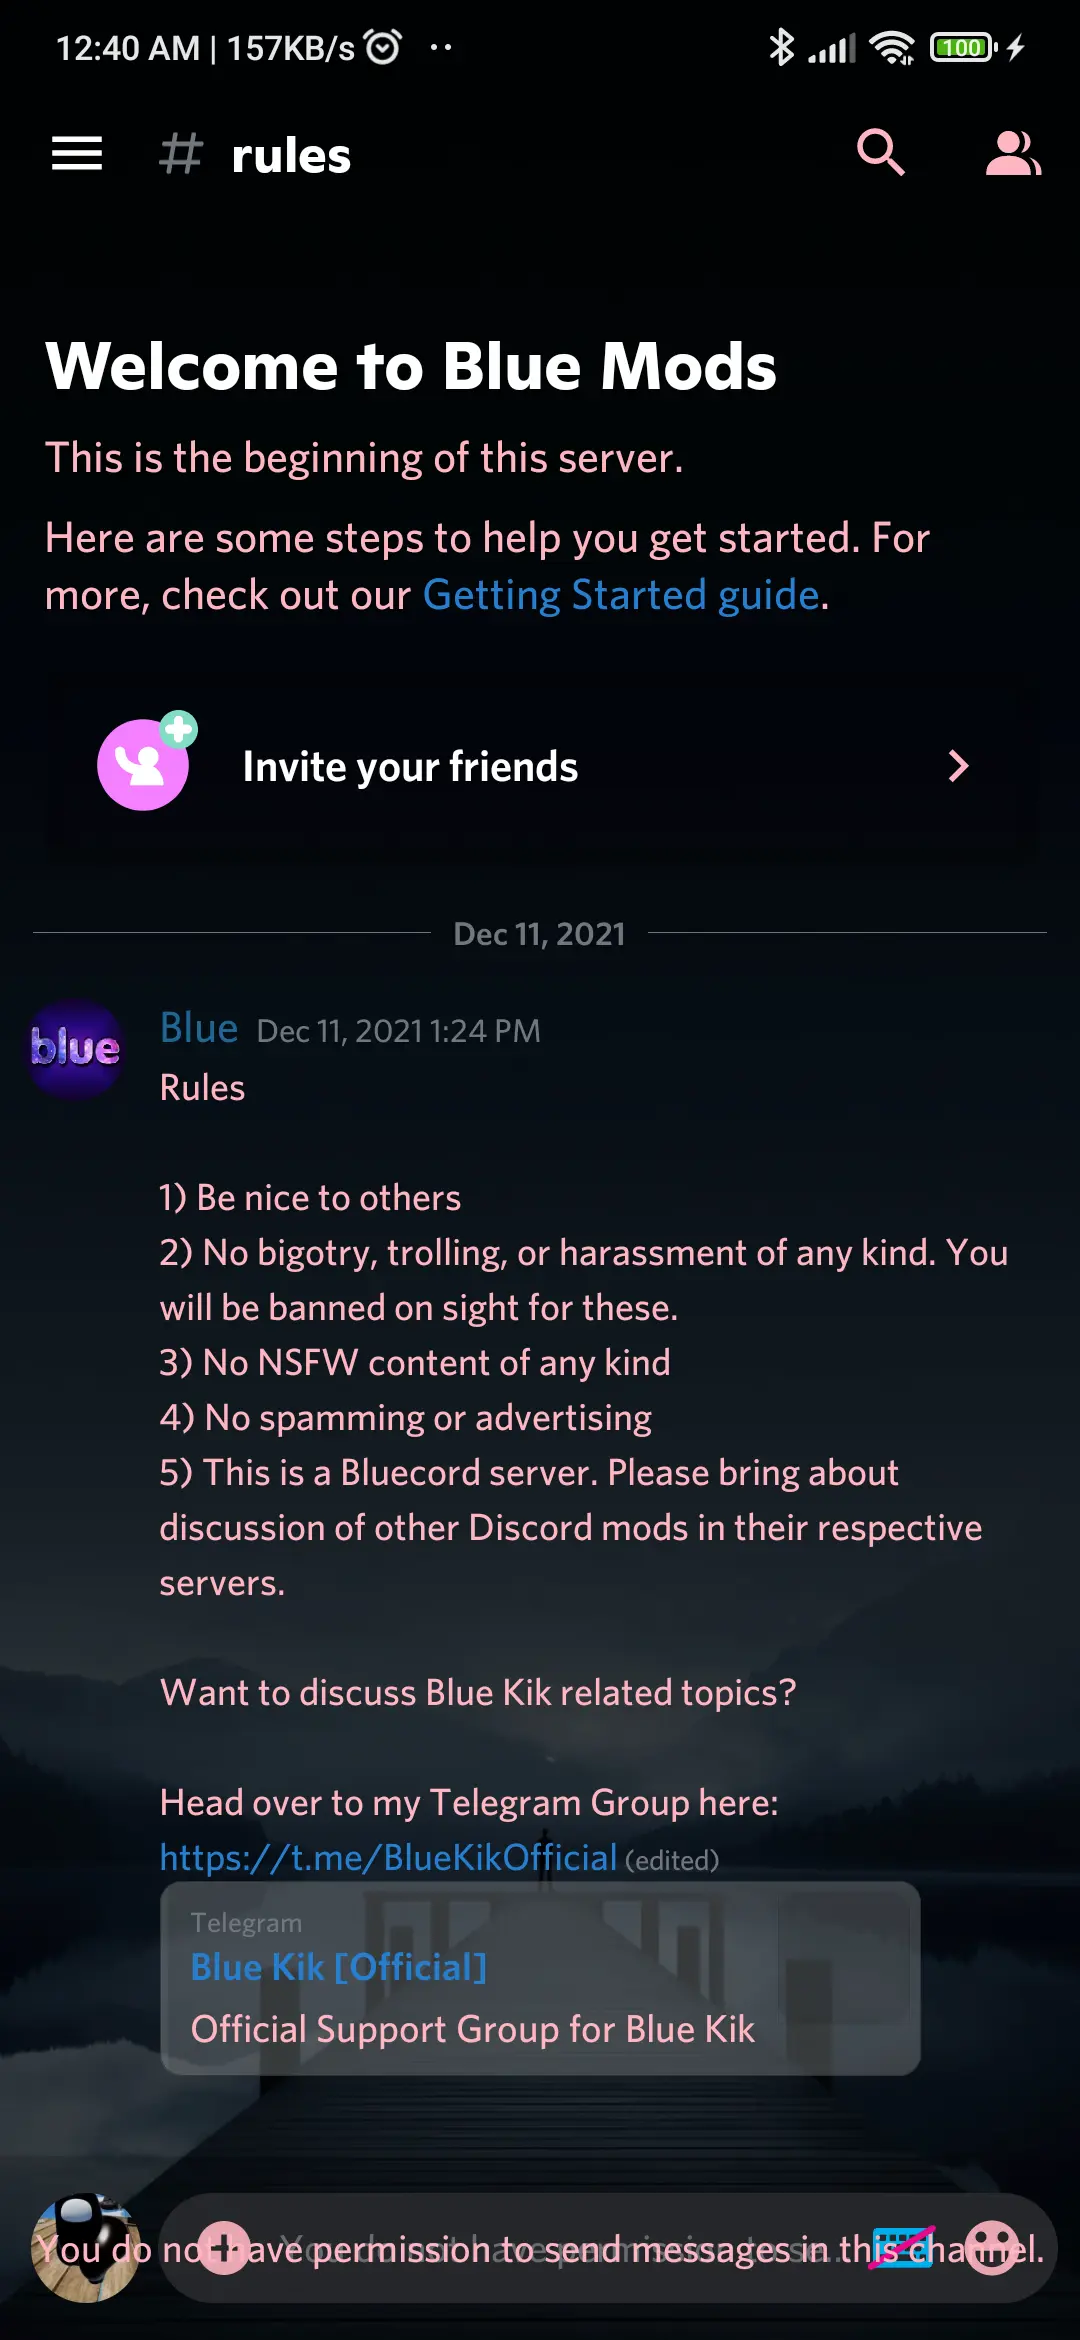 12:40 AM | 157KB/s
100
# rules
Welcome to Blue Mods
This is the beginning of this server.
Here are some steps to help you get started. For
more, check out our Getting Started guide.
Invite your friends
Dec 11, 2021
blue
Blue Dec 11, 2021 1:24 PM
Rules
1) Be nice to others
2) No bigotry, trolling, or harassment of any kind. You
will be banned on sight for these.
3) No NSFW content of any kind
4) No spamming or advertising
5) This is a Bluecord server. Please bring about
discussion of other Discord mods in their respective
servers.
Want to discuss Blue Kik related topics?
Head over to my Telegram Group here:
https://t.me/BlueKikOfficial (edited)
Telegram
Blue Kik [Official]
Official Support Group for Blue Kik
You do not have permission to send messages in this channel.